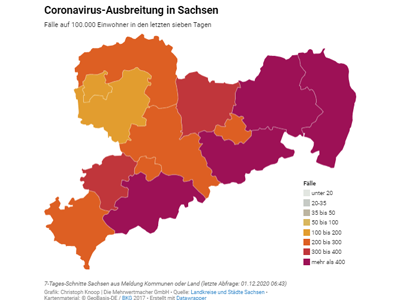 Coronavirus-Ausbreitung in Sachsen
Fälle auf 100.000 Einwohner in den letzten sieben Tagen
Fälle
unter 20
20-35
35 bis 50
50 bis 100
100 bis 200
200 bis 300
300 bis 400
mehr als 400
7-Tages-Schnitte Sachsen aus Meldung Kommunen oder Land (letzte Abfrage: 01.12.2020 06:43)
Grafik: Christoph Knoop | Die Mehrwertmacher GmbH • Quelle: Landkreise und Städte Sachsen •
Kartenmaterial: © GeoBasis-DE / BKG 2017 • Erstellt mit Datawrapper